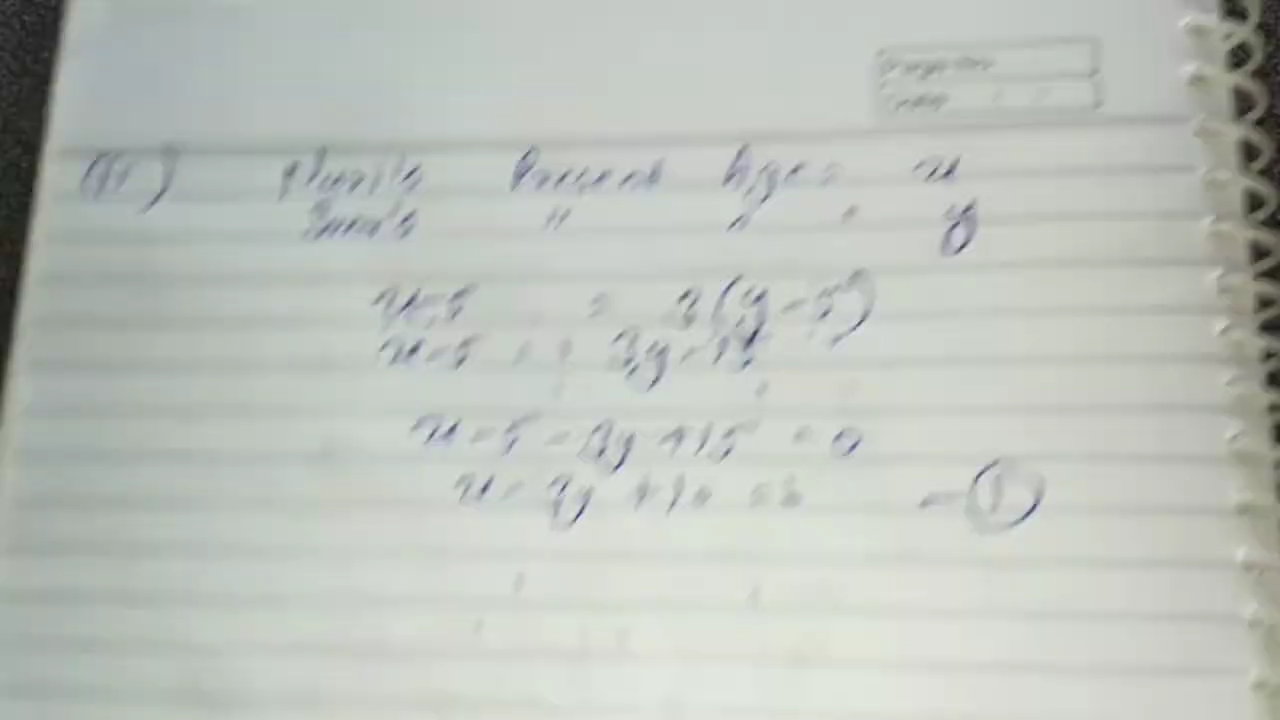 (ii) Nuri's Present Age = x
Sonu's " " = y
x-5 = 3(y-5)
x-5 = 3y-15
x-5-3y+15 = 0
x-3y+10=0 -①